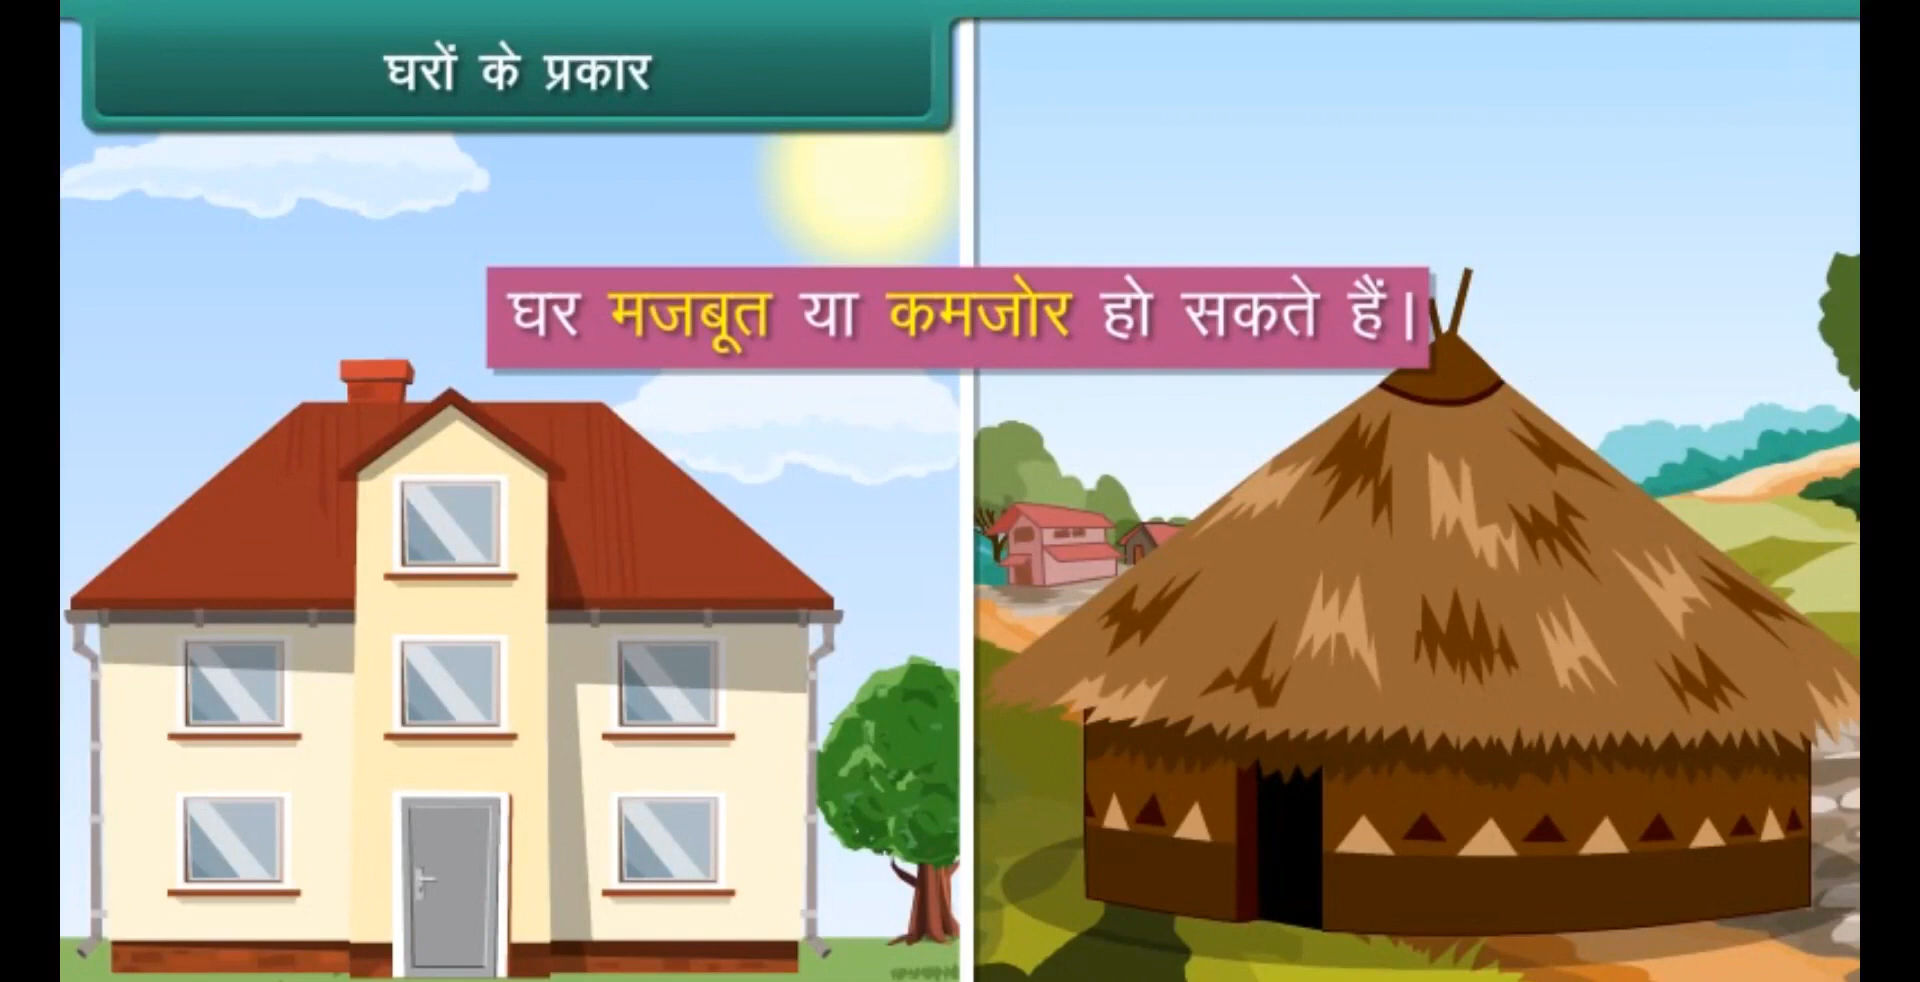 घरों के प्रकार
घर मजबूत या कमजोर हो सकते हैं।